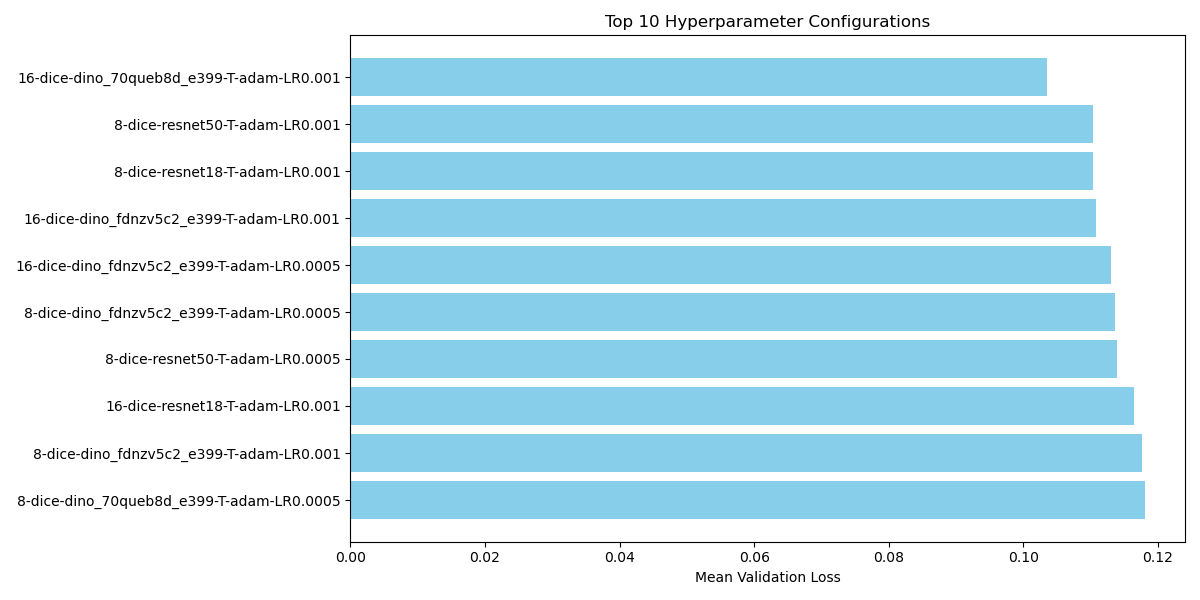 Top 10 Hyperparameter Configurations
16-dice-dino_70queb8d_e399-T-adam-LR0.001
8-dice-resnet50-T-adam-LR0.001
8-dice-resnet18-T-adam-LR0.001
16-dice-dino_fdnzv5c2_e399-T-adam-LR0.001
16-dice-dino_fdnzv5c2_e399-T-adam-LR0.0005
8-dice-dino_fdnzv5c2_e399-T-adam-LR0.0005
8-dice-resnet50-T-adam-LR0.0005
16-dice-resnet18-T-adam-LR0.001
8-dice-dino_fdnzv5c2_e399-T-adam-LR0.001
8-dice-dino_70queb8d_e399-T-adam-LR0.0005
0.00 0.02 0.04 0.06 0.08 0.10 0.12
Mean Validation Loss